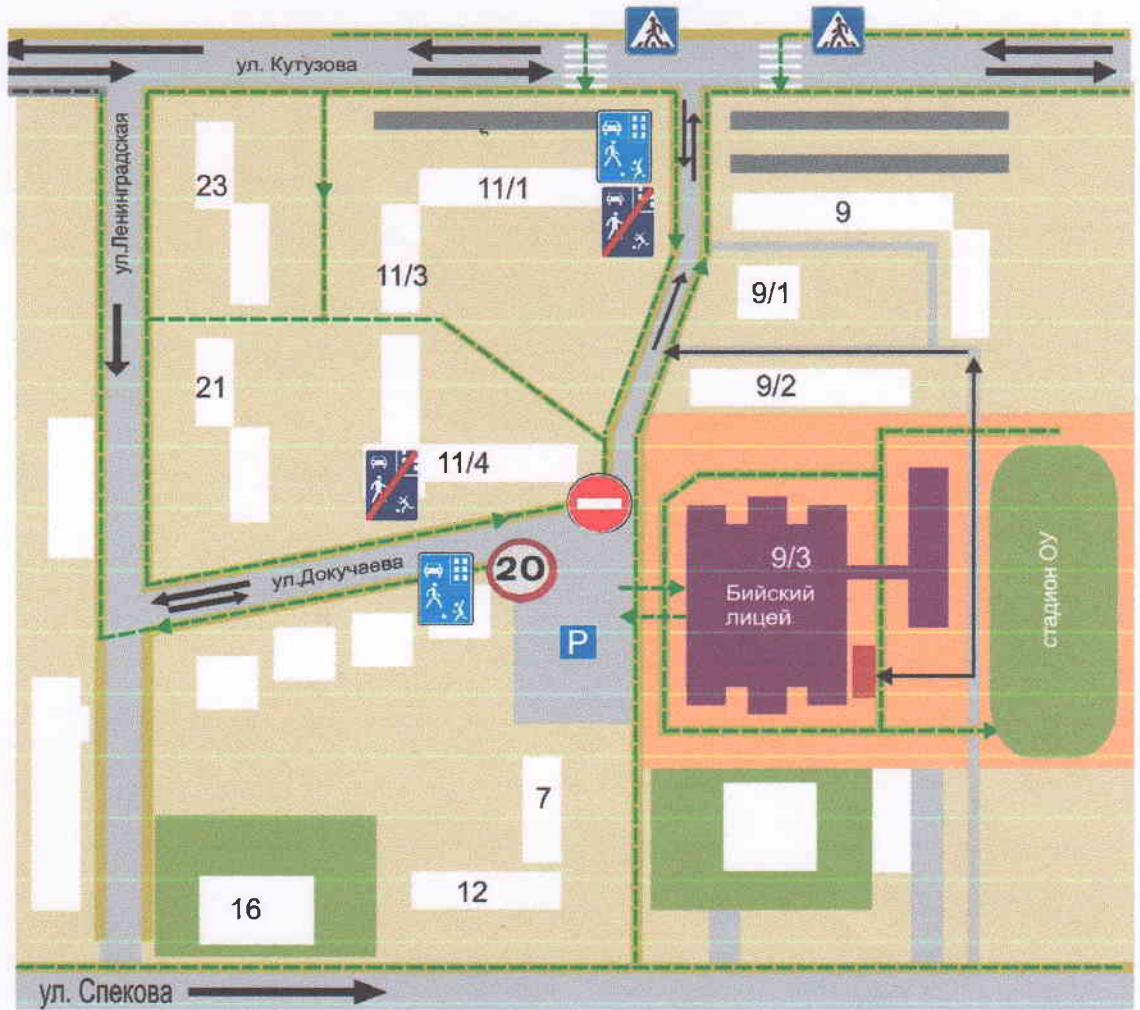 ул. Кутузова
ул.Ленинградская
23
11/1
9
11/3
9/1
21
9/2
11/4
9/3
Бийский
лицей
стадион ОУ
20
ул.Докучаева
P
7
12
16
ул. Спекова